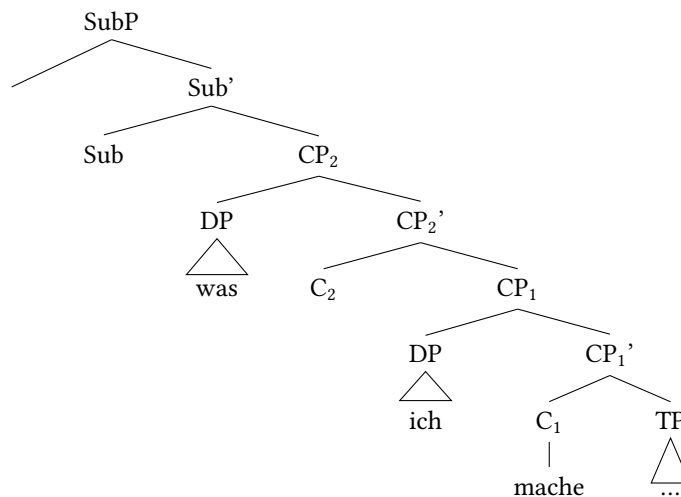 SubP
Sub’
Sub CP₂
DP CP₂’
was C₂ CP₁
DP CP₁’
ich C₁ TP
mache ...